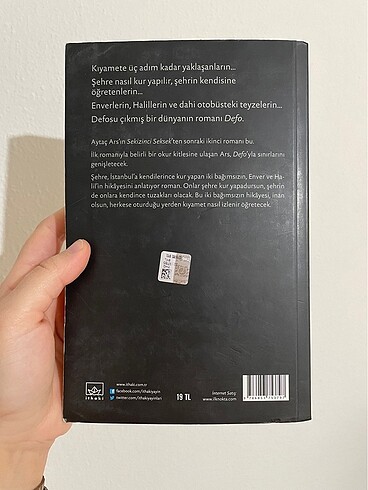 Kıyamete üç adım kadar yaklaşanların...
Şehre nasıl kur yapılır, şehrin kendisine
öğretenlerin...
Enverlerin, Halillerin ve dahi otobüsteki teyzelerin...
Defosu çıkmış bir dünyanın romanı Defo.
Aytaç Ars'ın Sekizinci Seksek'ten sonraki ikinci romanı bu.
İlk romanıyla belirli bir okur kitlesine ulaşan Ars, Defo'yla sınırlarını
genişletecek.
Şehre, İstanbul'a kendilerince kur yapan iki bağımsızın, Enver ve Ha-
lil'in hikâyesini anlatıyor roman. Onlar şehre kur yapadursun, şehrin
de onlara kendince tuzakları olacak. Bu iki bağımsızın hikâyesi, inan
olsun, herkese oturduğu yerden kıyamet nasıl izlenir öğretecek.
www.ithaki.com.tr
facebook.com/ithakiyayin
twitter.com/ithakiyayinlari
ithaki
19 TL
İnternet Satış
www.ilknokta.com